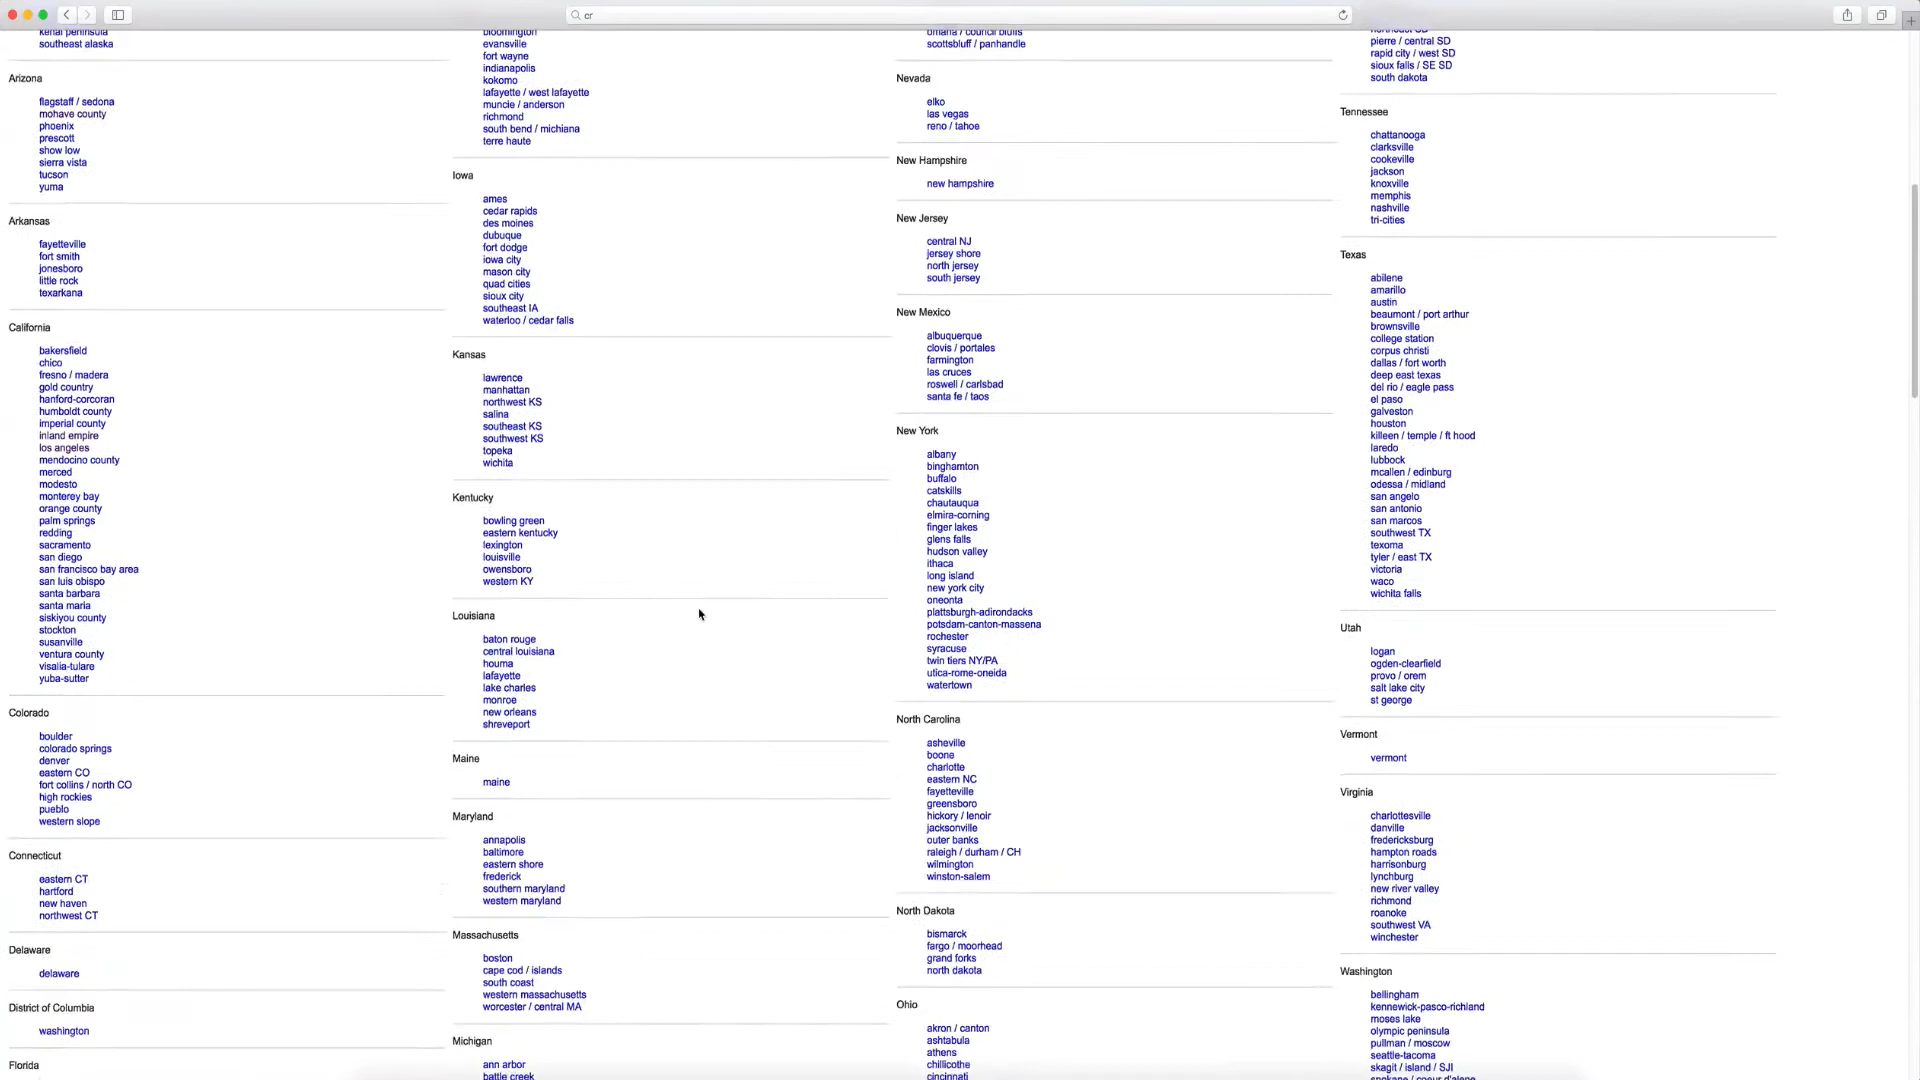 cr
kenai peninsula
southeast alaska
Arizona
flagstaff / sedona
mohave county
phoenix
prescott
show low
sierra vista
tucson
yuma
Arkansas
fayetteville
fort smith
jonesboro
little rock
texarkana
California
bakersfield
chico
fresno / madera
gold country
hanford-corcoran
humboldt county
imperial county
inland empire
los angeles
mendocino county
merced
modesto
monterey bay
orange county
palm springs
redding
sacramento
san diego
san francisco bay area
san luis obispo
santa barbara
santa maria
siskiyou county
stockton
susanville
ventura county
visalia-tulare
yuba-sutter
Colorado
boulder
colorado springs
denver
eastern CO
fort collins / north CO
high rockies
pueblo
western slope
Connecticut
eastern CT
hartford
new haven
northwest CT
Delaware
delaware
District of Columbia
washington
Florida
bloomington
evansville
fort wayne
indianapolis
kokomo
lafayette / west lafayette
muncie / anderson
richmond
south bend / michiana
terre haute
Iowa
ames
cedar rapids
des moines
dubuque
fort dodge
iowa city
mason city
quad cities
sioux city
southeast IA
waterloo / cedar falls
Kansas
lawrence
manhattan
northwest KS
salina
southeast KS
southwest KS
topeka
wichita
Kentucky
bowling green
eastern kentucky
lexington
louisville
owensboro
western KY
Louisiana
baton rouge
central louisiana
houma
lafayette
lake charles
monroe
new orleans
shreveport
Maine
maine
Maryland
annapolis
baltimore
eastern shore
frederick
southern maryland
western maryland
Massachusetts
boston
cape cod / islands
south coast
western massachusetts
worcester / central MA
Michigan
ann arbor
battle creek
omaha / council bluffs
scottsbluff / panhandle
Nevada
elko
las vegas
reno / tahoe
New Hampshire
new hampshire
New Jersey
central NJ
jersey shore
north jersey
south jersey
New Mexico
albuquerque
clovis / portales
farmington
las cruces
roswell / carlsbad
santa fe / taos
New York
albany
binghamton
buffalo
catskills
chautauqua
elmira-corning
finger lakes
glens falls
hudson valley
ithaca
long island
new york city
oneonta
plattsburgh-adirondacks
potsdam-canton-massena
rochester
syracuse
twin tiers NY/PA
utica-rome-oneida
watertown
North Carolina
asheville
boone
charlotte
eastern NC
fayetteville
greensboro
hickory / lenoir
jacksonville
outer banks
raleigh / durham / CH
wilmington
winston-salem
North Dakota
bismarck
fargo / moorhead
grand forks
north dakota
Ohio
akron / canton
ashtabula
athens
chillicothe
cincinnati
northeast SD
pierre / central SD
rapid city / west SD
sioux falls / SE SD
south dakota
Tennessee
chattanooga
clarksville
cookeville
jackson
knoxville
memphis
nashville
tri-cities
Texas
abilene
amarillo
austin
beaumont / port arthur
brownsville
college station
corpus christi
dallas / fort worth
deep east texas
del rio / eagle pass
el paso
galveston
houston
killeen / temple / ft hood
laredo
lubbock
mcallen / edinburg
odessa / midland
san angelo
san antonio
san marcos
southwest TX
texoma
tyler / east TX
victoria
waco
wichita falls
Utah
logan
ogden-clearfield
provo / orem
salt lake city
st george
Vermont
vermont
Virginia
charlottesville
danville
fredericksburg
hampton roads
harrisonburg
lynchburg
new river valley
richmond
roanoke
southwest VA
winchester
Washington
bellingham
kennewick-pasco-richland
moses lake
olympic peninsula
pullman / moscow
seattle-tacoma
skagit / island / SJI
spokane / coeur d'alene